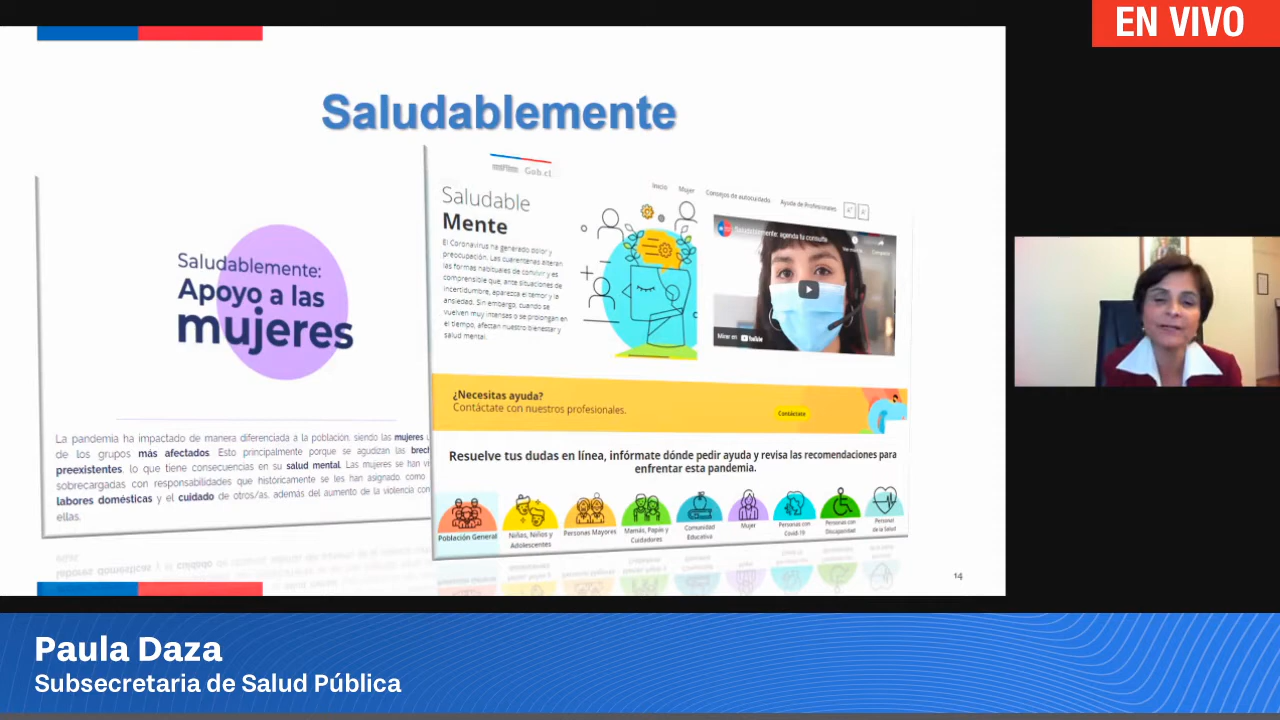 EN VIVO
Saludablemente
Saludablemente:
Apoyo a las
mujeres
La pandemia ha impactado de manera diferenciada a la población, siendo las mujeres
de los grupos más afectados. Esto principalmente porque se agudizan las
preexistentes, lo que tiene consecuencias en su salud mental. Las mujeres se han
sobrecargadas con responsabilidades que históricamente se les han asignado, como
labores domésticos y el cuidado de otros/as, además del aumento de la violencia
ellas.
Gob.cl
Inicio Mujer Consejos de autocuidado Ayuda de Profesionales
Saludable
Mente
El Coronavirus ha generado dolor y
preocupación. Las cuarentenas alteran
las formas habituales de convivir y es
comprensible que, ante situaciones de
incertidumbre, aparezca el temor y la
ansiedad. Sin embargo, cuando se
vuelven muy intensos o se prolongan en
el tiempo, afectan nuestro bienestar y
salud mental.
Saludablemente: agenda tu consulta
Mirar en YouTube
¿Necesitas ayuda?
Contáctate con nuestros profesionales.
Contáctate
Resuelve tus dudas en línea, infórmate dónde pedir ayuda y revisa las recomendaciones para
enfrentar esta pandemia.
Población General
Niñas, Niños y
Adolescentes
Personas Mayores
Mamás, Papás y
Cuidadores
Comunidad
Educativa
Mujer
Personas con
Covid-19
Personas con
Discapacidad
Personal
de la Salud
14
Paula Daza
Subsecretaria de Salud Pública